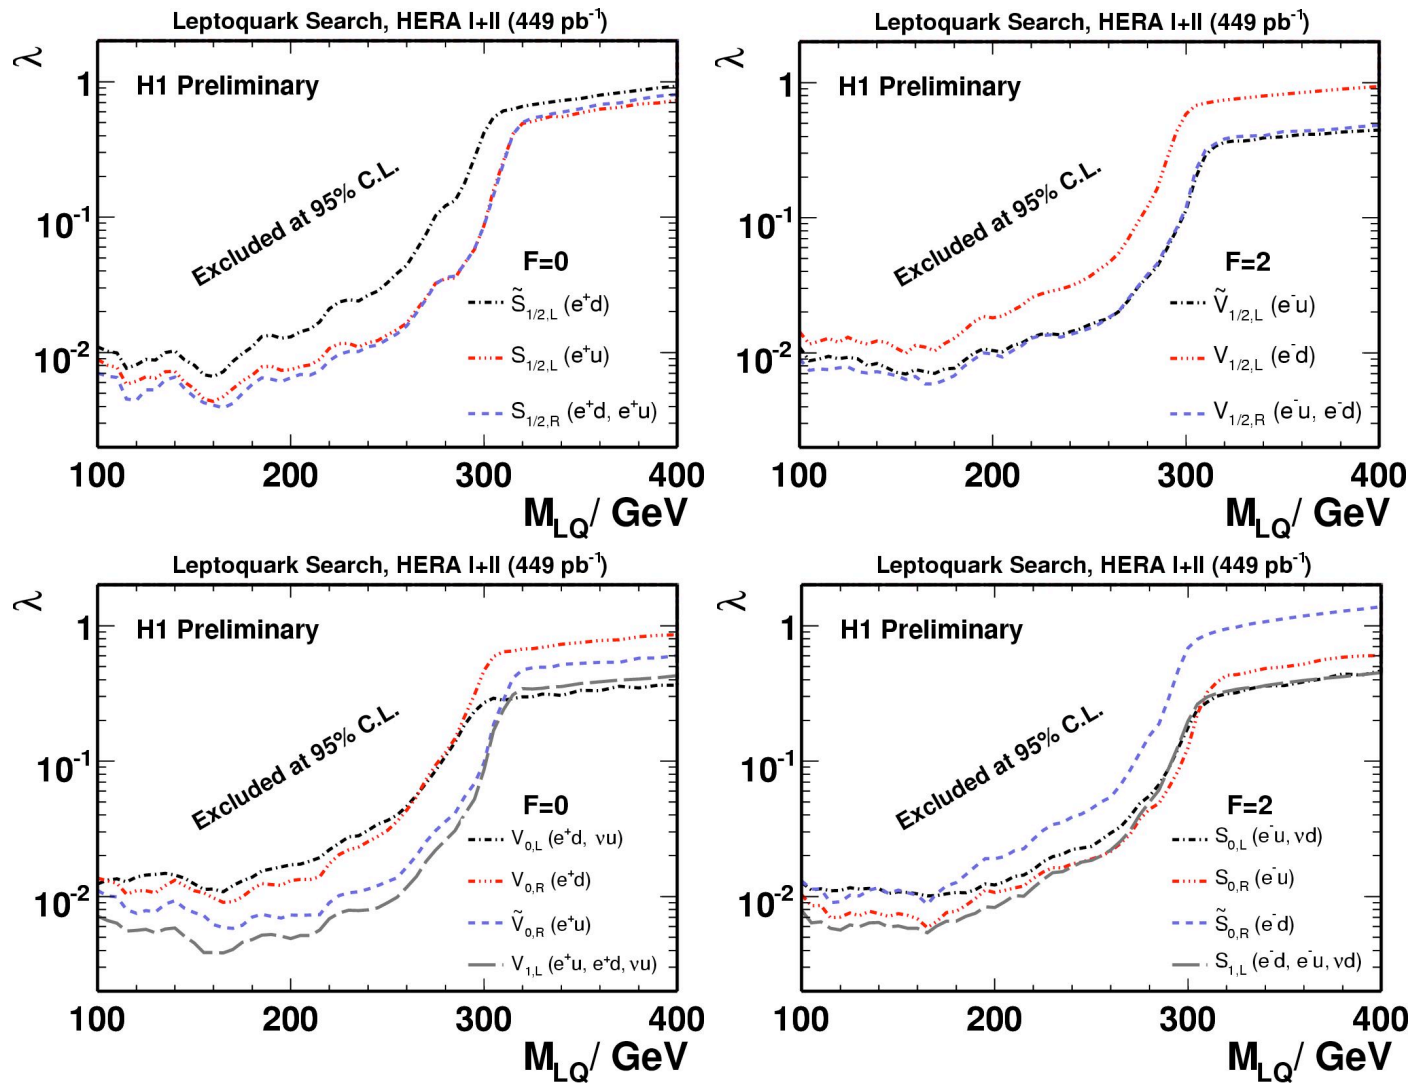 Leptoquark Search, HERA I+II (449 pb⁻¹)
λ
1
10⁻¹
10⁻²
H1 Preliminary
Excluded at 95% C.L.
F=0
S̃1/2,L (e⁺d)
S1/2,L (e⁺u)
S1/2,R (e⁺d, e⁺u)
100 200 300 400
MLQ/ GeV
Leptoquark Search, HERA I+II (449 pb⁻¹)
λ
1
10⁻¹
10⁻²
H1 Preliminary
Excluded at 95% C.L.
F=2
Ṽ1/2,L (e⁻u)
V1/2,L (e⁻d)
V1/2,R (e⁻u, e⁻d)
100 200 300 400
MLQ/ GeV
Leptoquark Search, HERA I+II (449 pb⁻¹)
λ
1
10⁻¹
10⁻²
H1 Preliminary
Excluded at 95% C.L.
F=0
V0,L (e⁺d, νu)
V0,R (e⁺d)
Ṽ0,R (e⁺u)
V1,L (e⁺u, e⁺d, νu)
100 200 300 400
MLQ/ GeV
Leptoquark Search, HERA I+II (449 pb⁻¹)
λ
1
10⁻¹
10⁻²
H1 Preliminary
Excluded at 95% C.L.
F=2
S0,L (e⁻u, νd)
S0,R (e⁻u)
S̃0,R (e⁻d)
S1,L (e⁻d, e⁻u, νd)
100 200 300 400
MLQ/ GeV